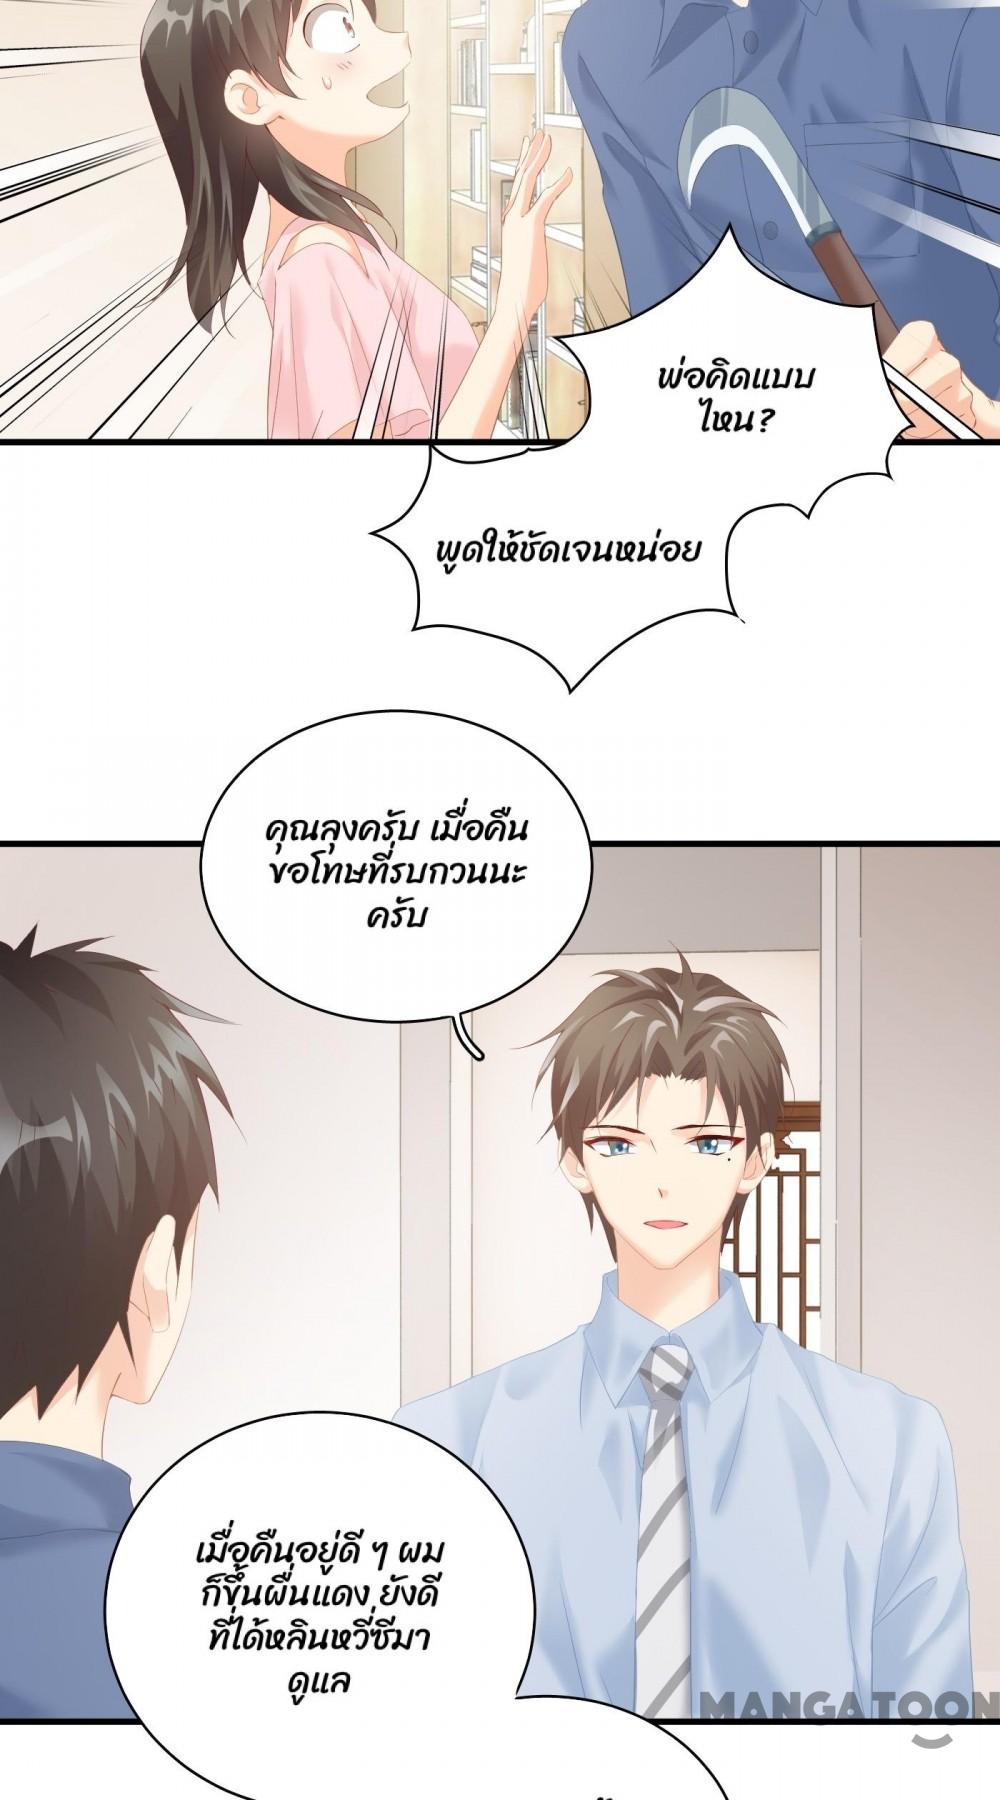 พ่อคิดแบบ
ไหน?
พูดให้ชัดเจนหน่อย
คุณลุงครับ เมื่อคืน
ขอโทษที่รบกวนนะ
ครับ
เมื่อคืนอยู่ดี ๆ ผม
ก็ขึ้นผื่นแดง ยังดี
ที่ได้หลินหวี่ซีมา
ดูแล
MANGATOON